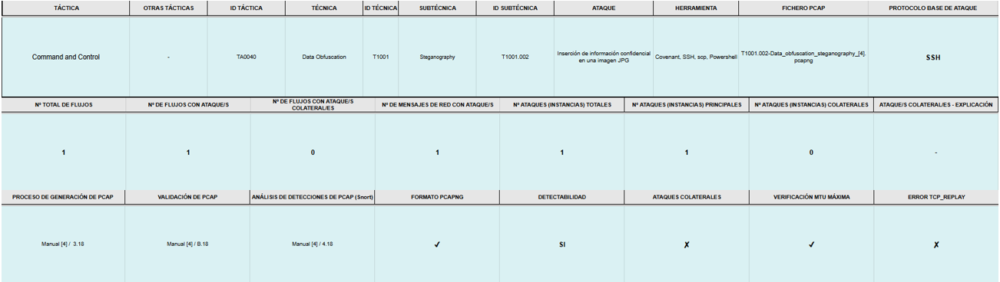 TÁCTICA OTRAS TÁCTICAS ID TÁCTICA TÉCNICA ID TÉCNICA SUBTÉCNICA ID SUBTÉCNICA ATAQUE HERRAMIENTA FICHERO PCAP PROTOCOLO BASE DE ATAQUE
Command and Control - TA0040 Data Obfuscation T1001 Steganography T1001.002 Inserción de información confidencial en una imagen JPG Covenant, SSH, scp, Powershell T1001.002-Data_obfuscation_steganography_[4].pcapng SSH
Nº TOTAL DE FLUJOS Nº DE FLUJOS CON ATAQUE/S Nº DE FLUJOS CON ATAQUE/S COLATERAL/ES Nº DE MENSAJES DE RED CON ATAQUE/S Nº ATAQUES (INSTANCIAS) TOTALES Nº ATAQUES (INSTANCIAS) PRINCIPALES Nº ATAQUES (INSTANCIAS) COLATERALES ATAQUE/S COLATERAL/ES - EXPLICACIÓN
1 1 0 1 1 1 0 -
PROCESO DE GENERACIÓN DE PCAP VALIDACIÓN DE PCAP ANÁLISIS DE DETECCIONES DE PCAP (Snort) FORMATO PCAPNG DETECTABILIDAD ATAQUES COLATERALES VERIFICACIÓN MTU MÁXIMA ERROR TCP_REPLAY
Manual [4] / 3.18 Manual [4] / B.18 Manual [4] / 4.18 ✓ SI ✗ ✓ ✗